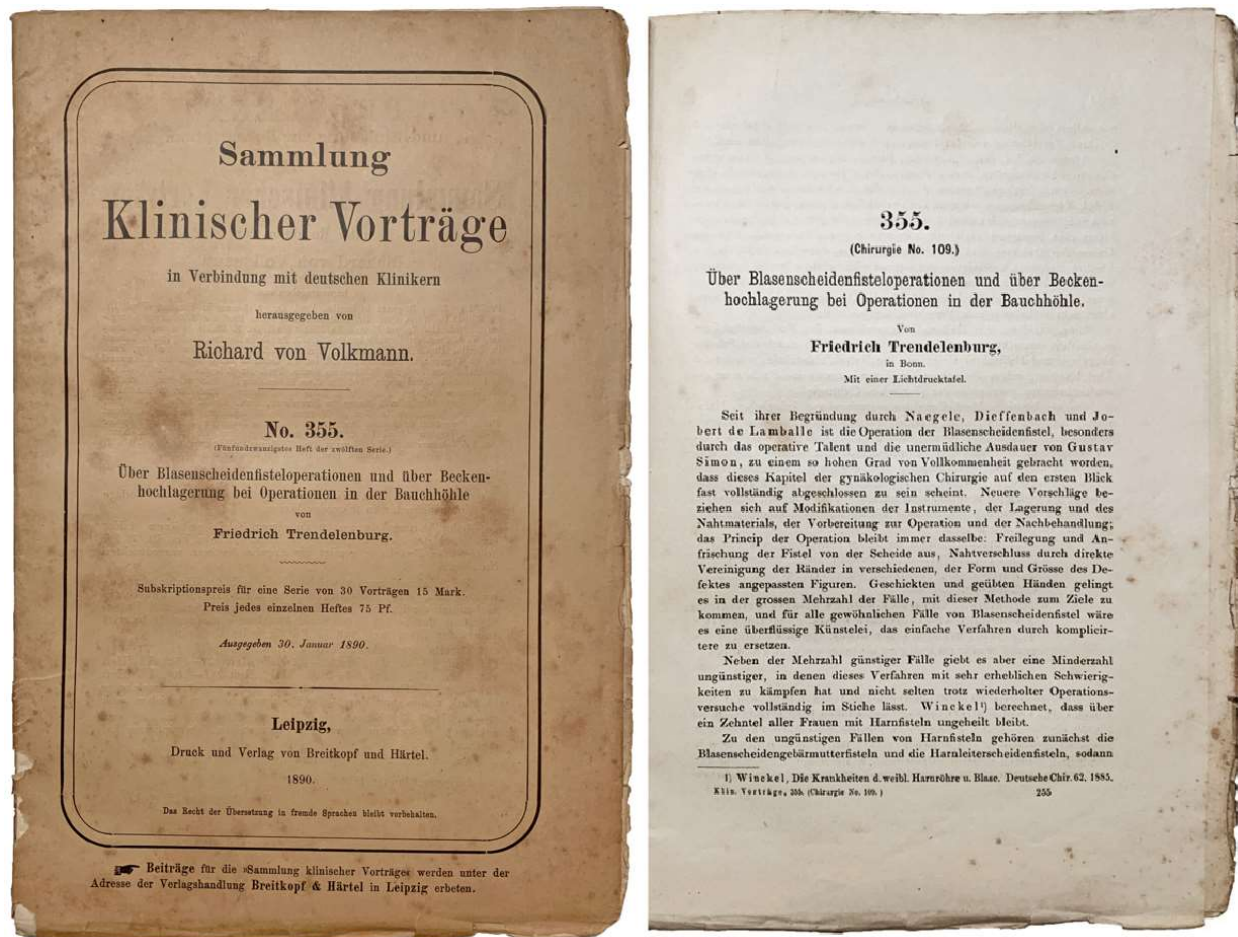 Sammlung
Klinischer Vorträge
in Verbindung mit deutschen Klinikern
herausgegeben von
Richard von Volkmann.
No. 355.
(Fünfundzwanzigstes Heft der zwölften Serie.)
Über Blasenscheidenfisteloperationen und über Becken-
hochlagerung bei Operationen in der Bauchhöhle
von
Friedrich Trendelenburg.
Subskriptionspreis für eine Serie von 30 Vorträgen 15 Mark.
Preis jedes einzelnen Heftes 75 Pf.
Ausgegeben 30. Januar 1890.
Leipzig,
Druck und Verlag von Breitkopf und Härtel.
1890.
Das Recht der Übersetzung in fremde Sprachen bleibt vorbehalten.
Beiträge für die »Sammlung klinischer Vorträge« werden unter der
Adresse der Verlagshandlung Breitkopf & Härtel in Leipzig erbeten.
355.
(Chirurgie No. 109.)
Über Blasenscheidenfisteloperationen und über Becken-
hochlagerung bei Operationen in der Bauchhöhle.
Von
Friedrich Trendelenburg,
in Bonn.
Mit einer Lichtdrucktafel.
Seit ihrer Begründung durch Naegele, Dieffenbach und Jo-
bert de Lamballe ist die Operation der Blasenscheidenfistel, besonders
durch das operative Talent und die unermüdliche Ausdauer von Gustav
Simon, zu einem so hohen Grad von Vollkommenheit gebracht worden,
dass dieses Kapitel der gynäkologischen Chirurgie auf den ersten Blick
fast vollständig abgeschlossen zu sein scheint. Neuere Vorschläge be-
ziehen sich auf Modifikationen der Instrumente, der Lagerung und des
Nahtmaterials, der Vorbereitung zur Operation und der Nachbehandlung;
das Princip der Operation bleibt immer dasselbe: Freilegung und An-
frischung der Fistel von der Scheide aus, Nahtverschluss durch direkte
Vereinigung der Ränder in verschiedenen, der Form und Grösse des De-
fektes angepassten Figuren. Geschickten und geübten Händen gelingt
es in der grossen Mehrzahl der Fälle, mit dieser Methode zum Ziele zu
kommen, und für alle gewöhnlichen Fälle von Blasenscheidenfistel wäre
es eine überflüssige Künstelei, das einfache Verfahren durch komplicir-
tere zu ersetzen.
Neben der Mehrzahl günstiger Fälle giebt es aber eine Minderzahl
ungünstiger, in denen dieses Verfahren mit sehr erheblichen Schwierig-
keiten zu kämpfen hat und nicht selten trotz wiederholter Operations-
versuche vollständig im Stiche lässt. Winckel¹) berechnet, dass über
ein Zehntel aller Frauen mit Harnfisteln ungeheilt bleibt.
Zu den ungünstigen Fällen von Harnfisteln gehören zunächst die
Blasenscheidengebärmutterfisteln und die Harnleiterscheidenfisteln, sodann
1) Winckel, Die Krankheiten d. weibl. Harnröhre u. Blase. Deutsche Chir. 62. 1885.
Klin. Vorträge, 355. (Chirurgie No. 109.) 255